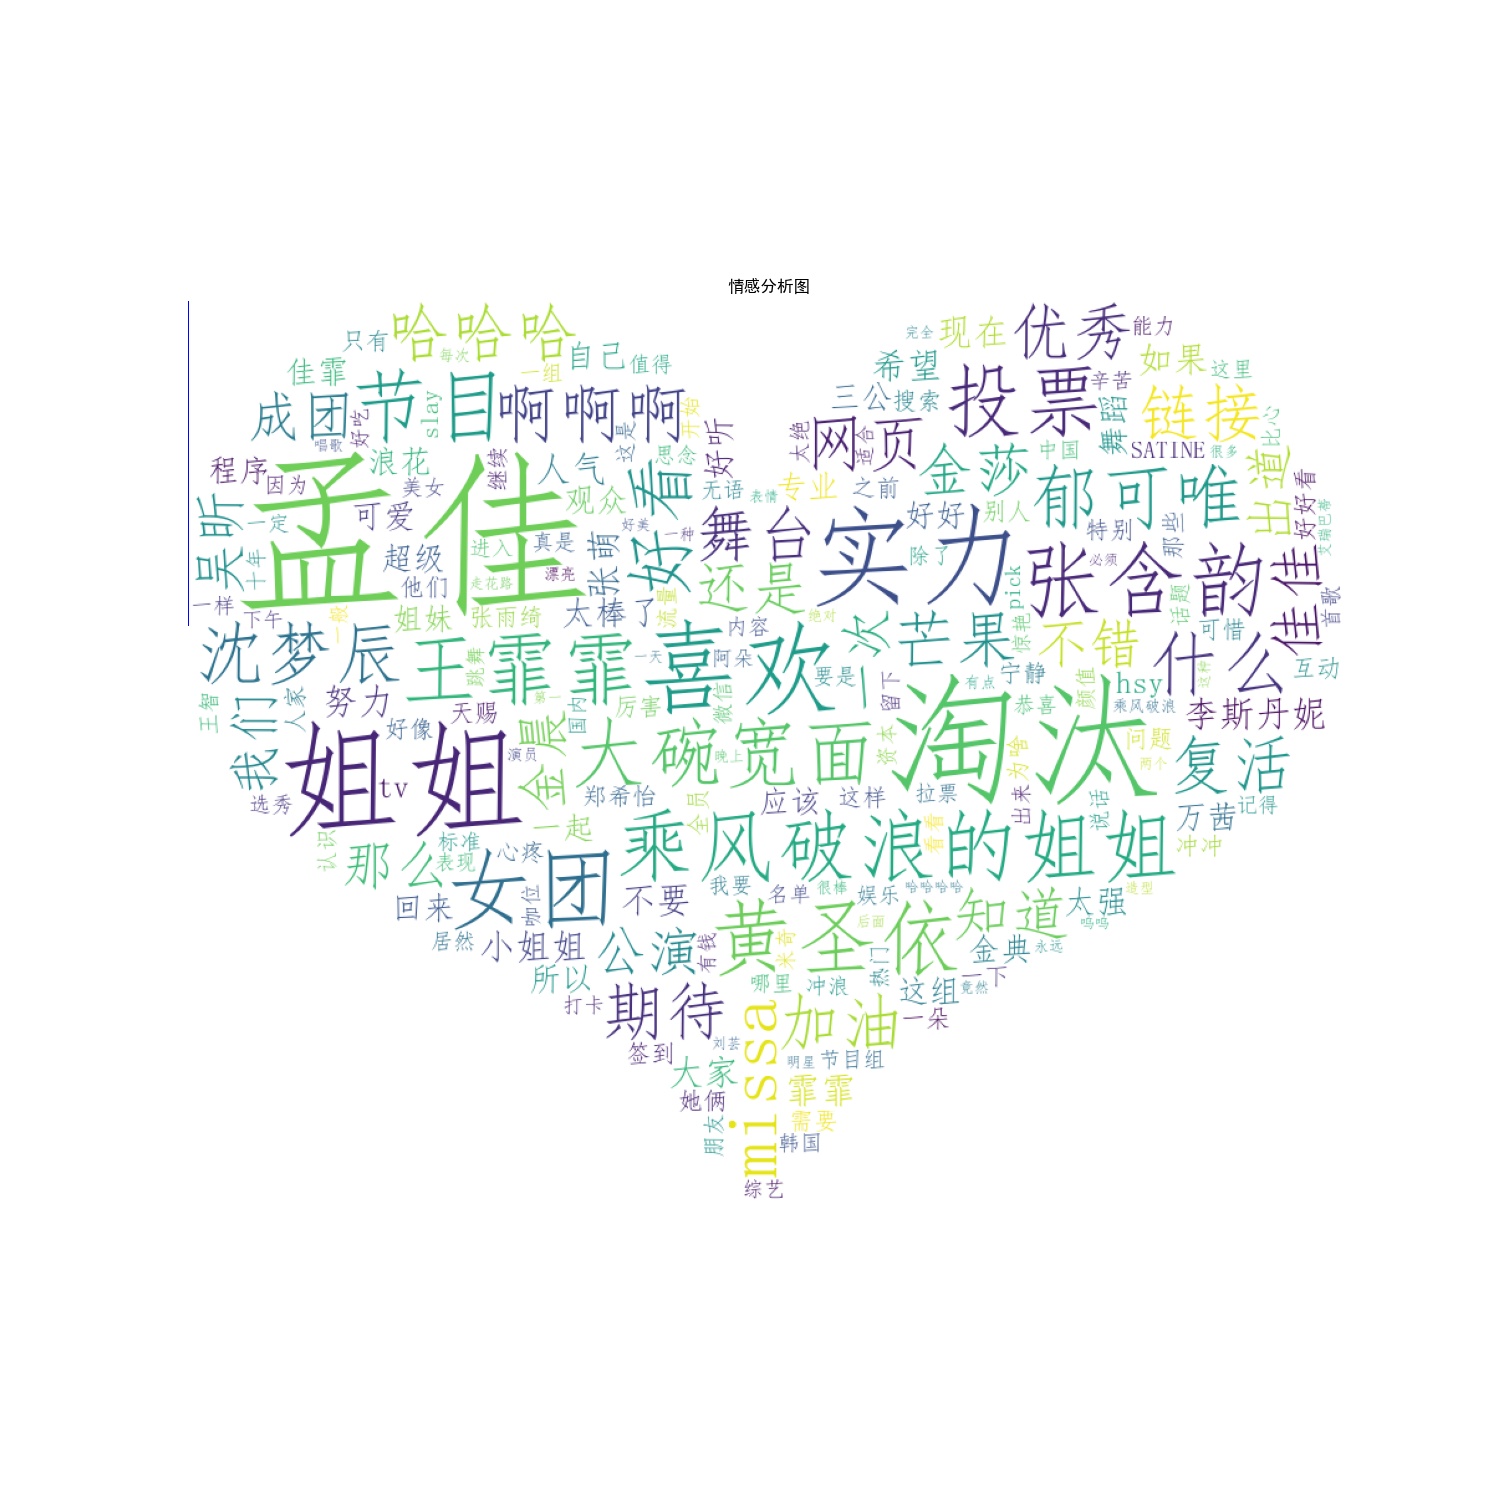 情感分析图
哈哈哈
优秀
能力
完全
现在
只有
每次
自己
值得
希望
如果
这里
佳霏
一组
节目
啊啊啊
三公
搜索
投票
辛苦
链接
比心
成团
slay
好吃
唱歌
这是
开始
思念
好听
太绝
网页
适合
舞蹈
SATINE
很多
中国
金莎
程序
因为
浪花
美女
继续
人气
观众
好看
无语
表情
专业
之前
郁可唯
出道
好好看
艾瑞巴蒂
吴昕
一定
十年
孟佳
可爱
超级
他们
进入
走花路
真是
漂亮
好美
一种
张萌
舞台
还是
实力
好好
别人
除了
特别
那些
必须
张含韵
佳佳
首歌
一样
下午
一般
姐妹
张雨绮
太棒了
流量
内容
绝对
pick
惊艳
话题
可惜
互动
沈梦辰
王霏霏
跳舞
一天
喜欢
阿朵
要是
一次
芒果
不错
什么
宁静
有点
这种
hsy
乘风破浪
李斯丹妮
王智
我们
人家
努力
好像
天赐
第一
国内
厉害
微信
留下
淘汰
恭喜
颜值
问题
两个
复活
姐姐
tv
演员
金晨
大碗宽面
晚上
资本
为啥
出来
说话
万茜
记得
冲冲
选秀
郑希怡
全员
应该
这样
拉票
一起
认识
那么
标准
表现
心疼
乘风破浪的姐姐
看看
女团
咖位
不要
我要
名单
很棒
娱乐
哈哈哈哈
造型
太强
呜呜
回来
居然
小姐姐
公演
有钱
黄圣依
后面
米奇
知道
金典
永远
所以
哪里
冲浪
热门
这组
竟然
一下
打卡
期待
签到
刘芸
missa
加油
一朵
大家
明星
节目组
她俩
霏霏
朋友
需要
韩国
综艺